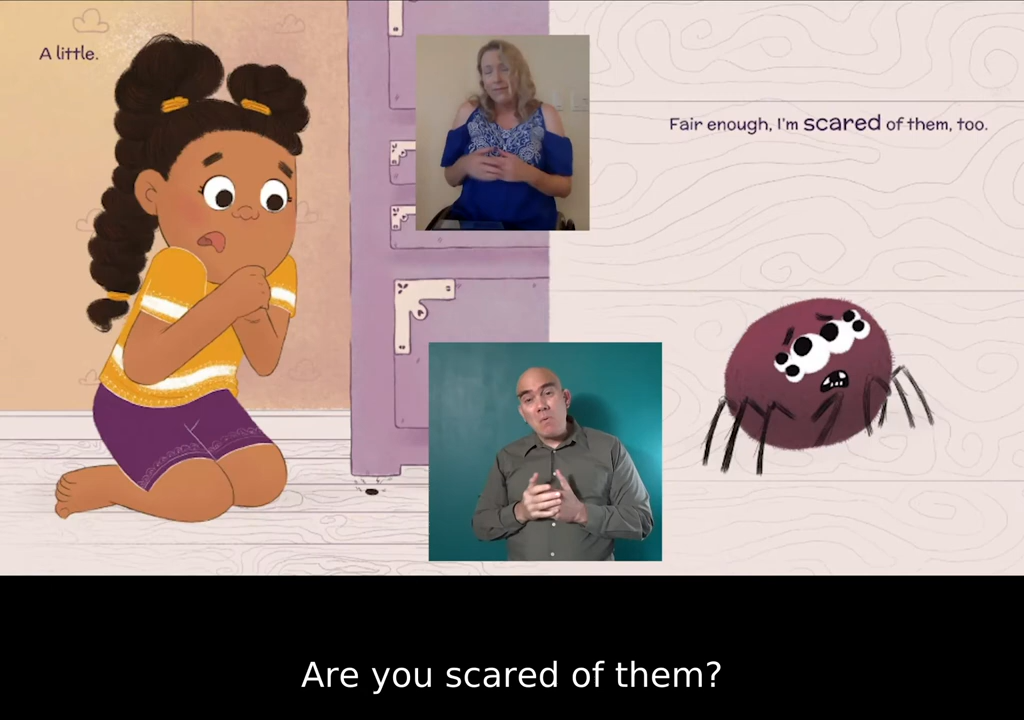 A little.
Fair enough, I'm scared of them, too.
Are you scared of them?